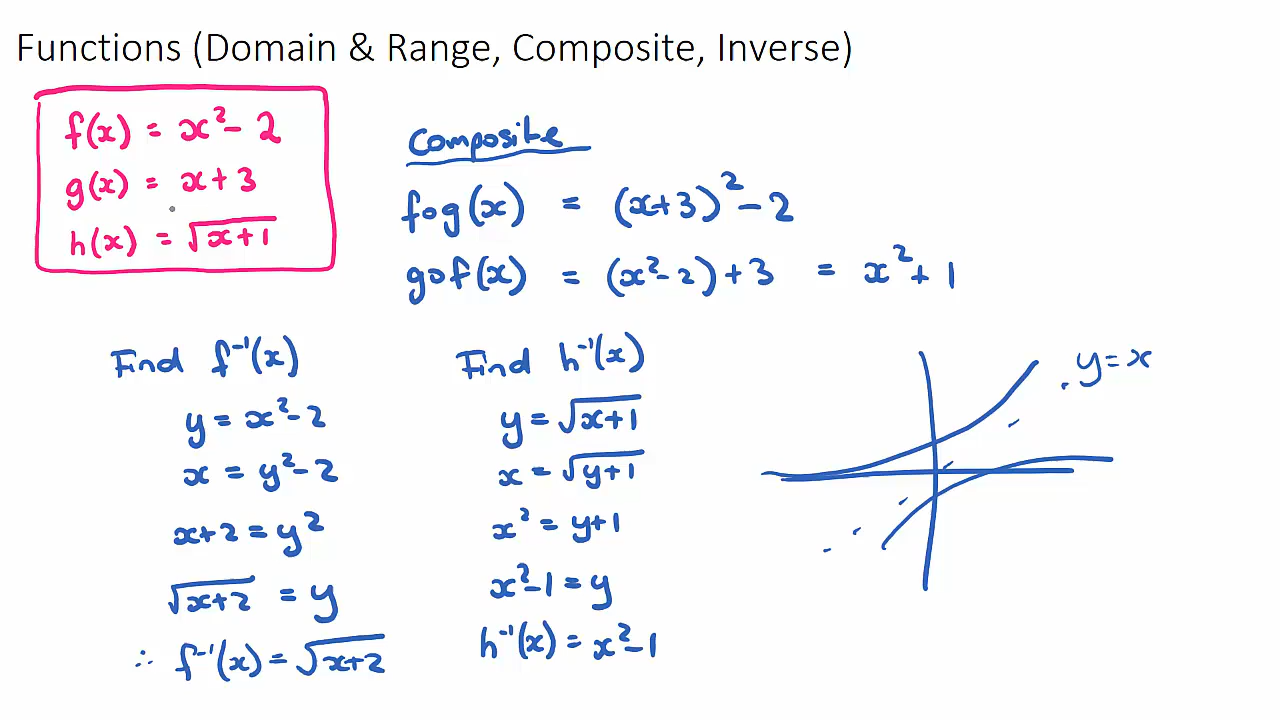 Functions (Domain & Range, Composite, Inverse)
f(x) = x² - 2
g(x) = x + 3
h(x) = √(x+1)
Composite
fog(x) = (x+3)² - 2
gof(x) = (x²-2)+3 = x²+1
Find f⁻¹(x)
y = x²-2
x = y²-2
x+2 = y²
√(x+2) = y
∴ f⁻¹(x) = √(x+2)
Find h⁻¹(x)
y = √(x+1)
x = √(y+1)
x² = y+1
x²-1 = y
h⁻¹(x) = x²-1
y = x